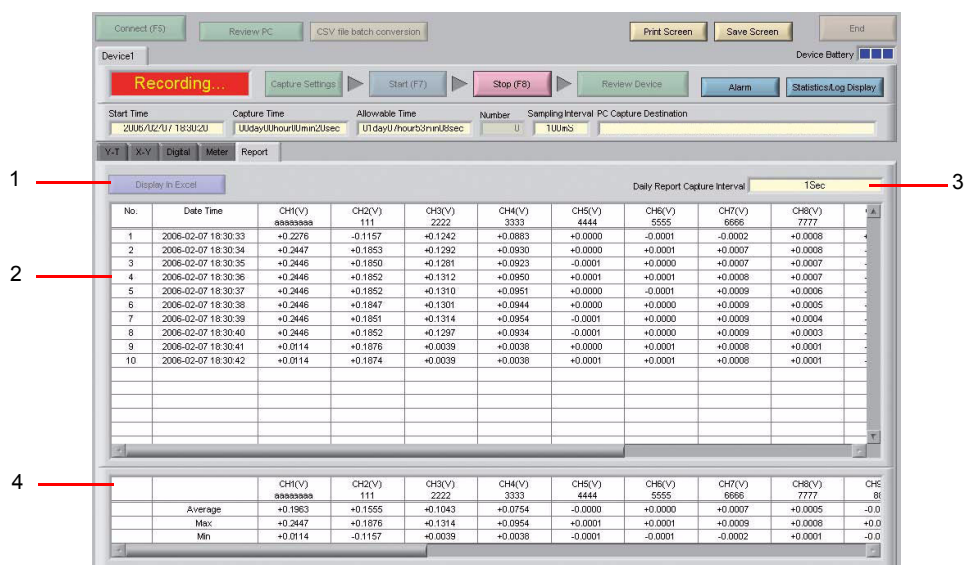 Connect (F5) Review PC CSV file batch conversion Print Screen Save Screen End
Device1 Device Battery
Recording... Capture Settings Start (F7) Stop (F8) Review Device Alarm Statistics/Log Display
Start Time Capture Time Allowable Time Number Sampling Interval PC Capture Destination
2006/02/07 18:30:20 00day00hour00min20sec 01day07hour53min08sec 0 100mS
Y-T X-Y Digital Meter Report
1 Display In Excel Daily Report Capture Interval 1Sec 3
No. Date Time CH1(V) CH2(V) CH3(V) CH4(V) CH5(V) CH6(V) CH7(V) CH8(V)
aaaaaaaa 111 2222 3333 4444 5555 6666 7777
1 2006-02-07 18:30:33 +0.2276 -0.1157 +0.1242 +0.0883 +0.0000 -0.0001 -0.0002 +0.0008
2 2006-02-07 18:30:34 +0.2447 +0.1853 +0.1292 +0.0930 +0.0000 +0.0001 +0.0007 +0.0008 -
3 2006-02-07 18:30:35 +0.2446 +0.1850 +0.1281 +0.0923 -0.0001 +0.0000 +0.0007 +0.0007 -
2 4 2006-02-07 18:30:36 +0.2446 +0.1852 +0.1312 +0.0950 +0.0001 +0.0001 +0.0008 +0.0007 -
5 2006-02-07 18:30:37 +0.2446 +0.1852 +0.1310 +0.0951 +0.0000 -0.0001 +0.0009 +0.0006 -
6 2006-02-07 18:30:38 +0.2446 +0.1847 +0.1301 +0.0944 +0.0000 +0.0000 +0.0009 +0.0005 -
7 2006-02-07 18:30:39 +0.2446 +0.1851 +0.1314 +0.0954 -0.0001 +0.0000 +0.0009 +0.0004 -
8 2006-02-07 18:30:40 +0.2446 +0.1852 +0.1297 +0.0934 -0.0001 +0.0000 +0.0009 +0.0003 -
9 2006-02-07 18:30:41 +0.0114 +0.1876 +0.0039 +0.0038 +0.0000 +0.0001 +0.0008 +0.0001 -
10 2006-02-07 18:30:42 +0.0114 +0.1874 +0.0039 +0.0038 +0.0001 +0.0001 +0.0008 +0.0001 -
4 CH1(V) CH2(V) CH3(V) CH4(V) CH5(V) CH6(V) CH7(V) CH8(V) CH9
aaaaaaaa 111 2222 3333 4444 5555 6666 7777 88
Average +0.1963 +0.1555 +0.1043 +0.0754 -0.0000 +0.0000 +0.0007 +0.0005 -0.0
Max +0.2447 +0.1876 +0.1314 +0.0954 +0.0001 +0.0001 +0.0009 +0.0008 +0.0
Min +0.0114 -0.1157 +0.0039 +0.0038 -0.0001 -0.0001 -0.0002 +0.0001 -0.0